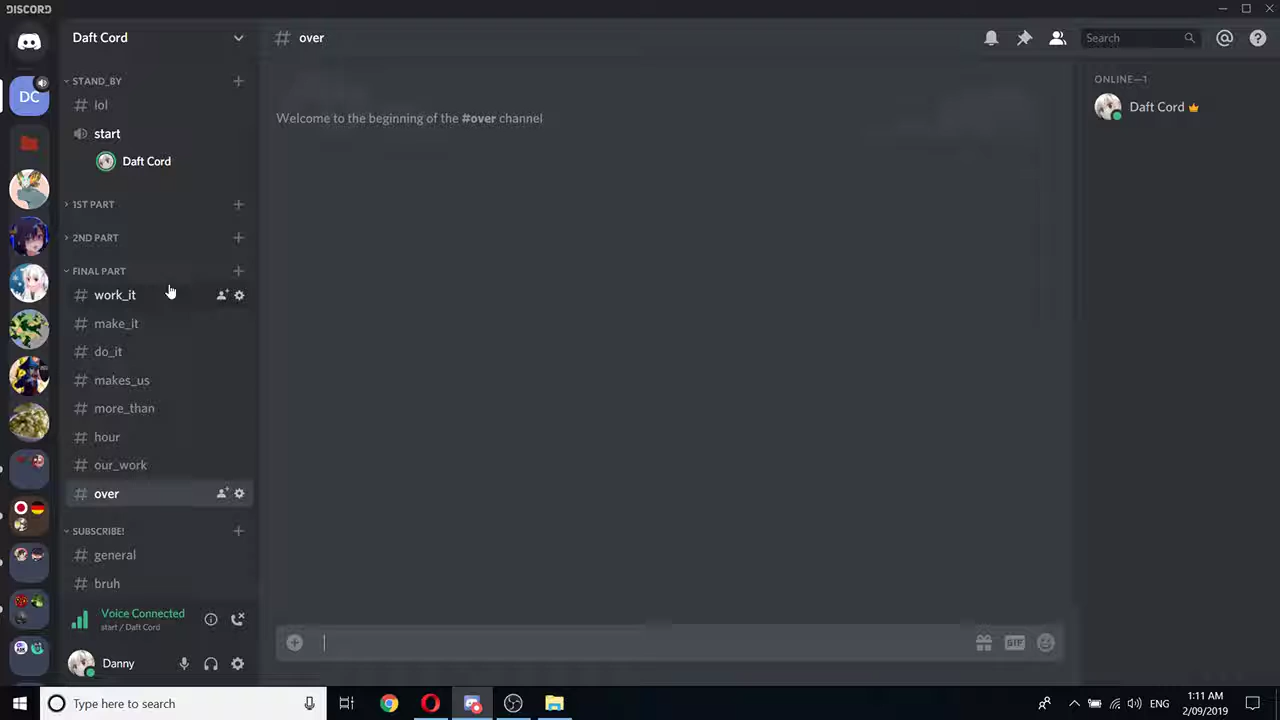 DISCORD
Daft Cord
# over
Search
DC
STAND_BY
# lol
start
Daft Cord
1ST PART
2ND PART
FINAL PART
# work_it
# make_it
# do_it
# makes_us
# more_than
# hour
# our_work
# over
SUBSCRIBE!
# general
# bruh
Voice Connected
start / Daft Cord
Danny
Welcome to the beginning of the #over channel
GIF
ONLINE—1
Daft Cord
Type here to search
ENG
1:11 AM
2/09/2019